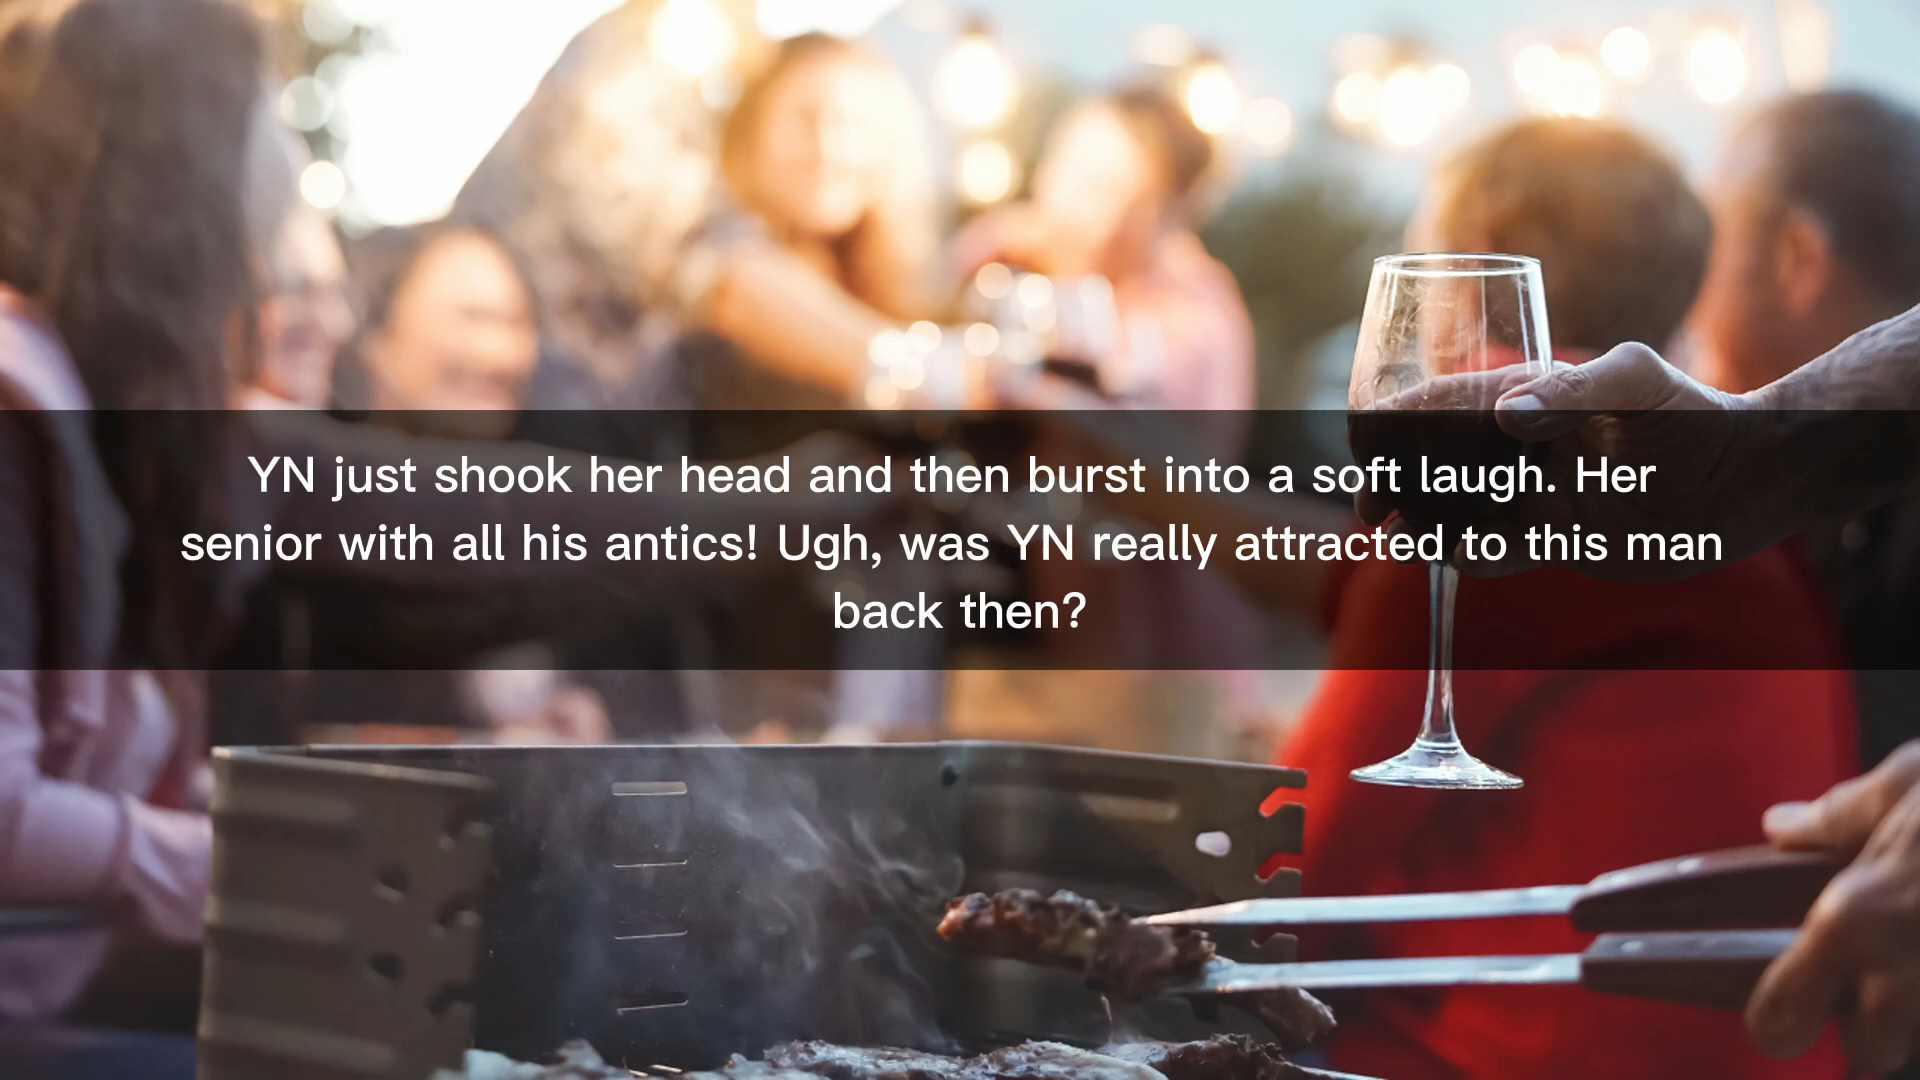 YN just shook her head and then burst into a soft laugh. Her
senior with all his antics! Ugh, was YN really attracted to this man
back then?